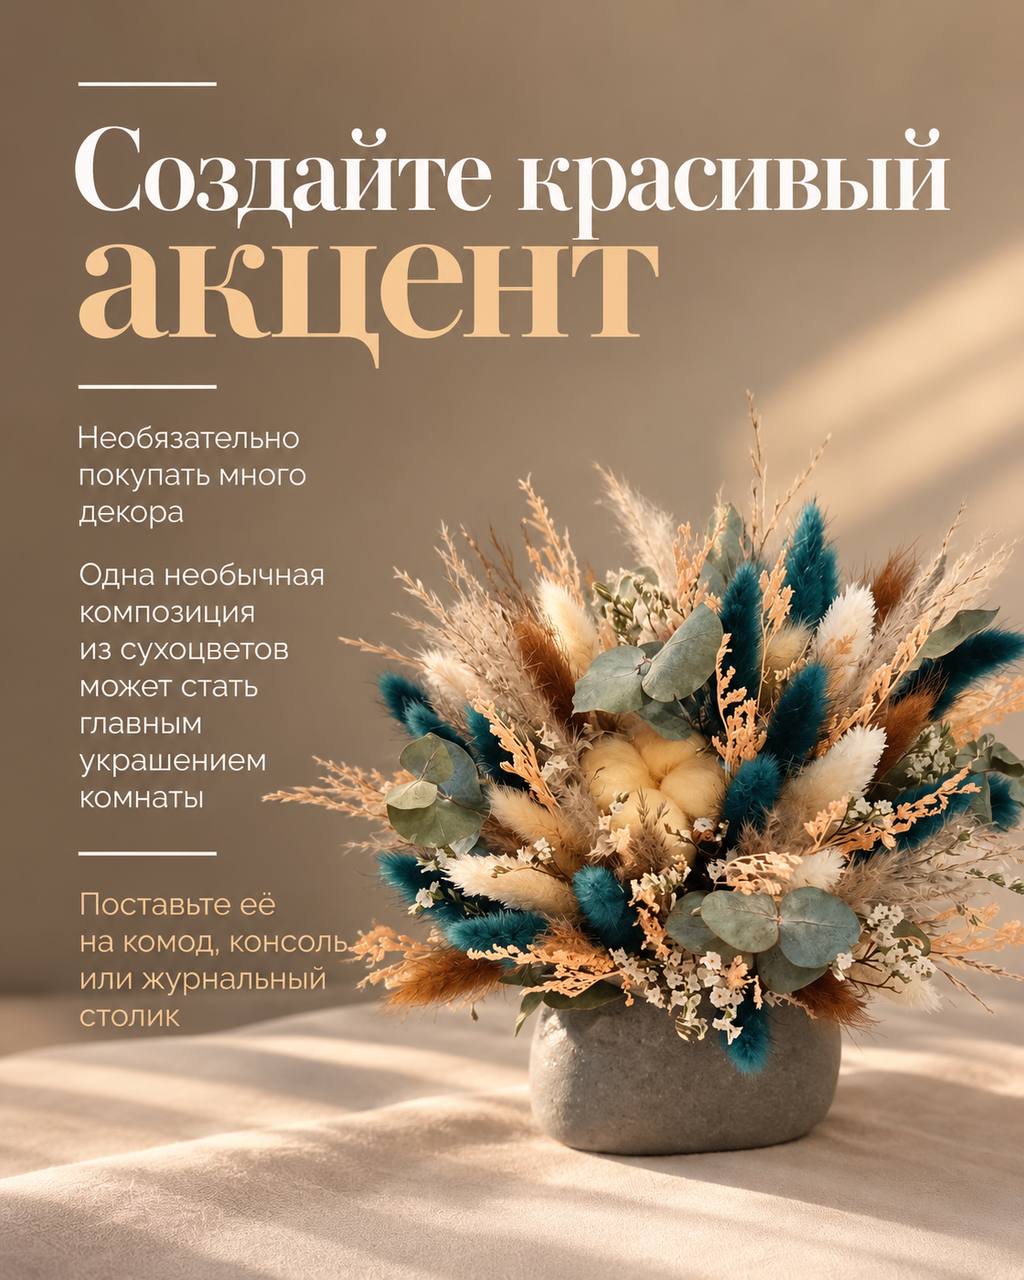 Создайте красивый
акцент
Необязательно
покупать много
декора
Одна необычная
композиция
из сухоцветов
может стать
главным
украшением
комнаты
Поставьте её
на комод, консоль
или журнальный
столик